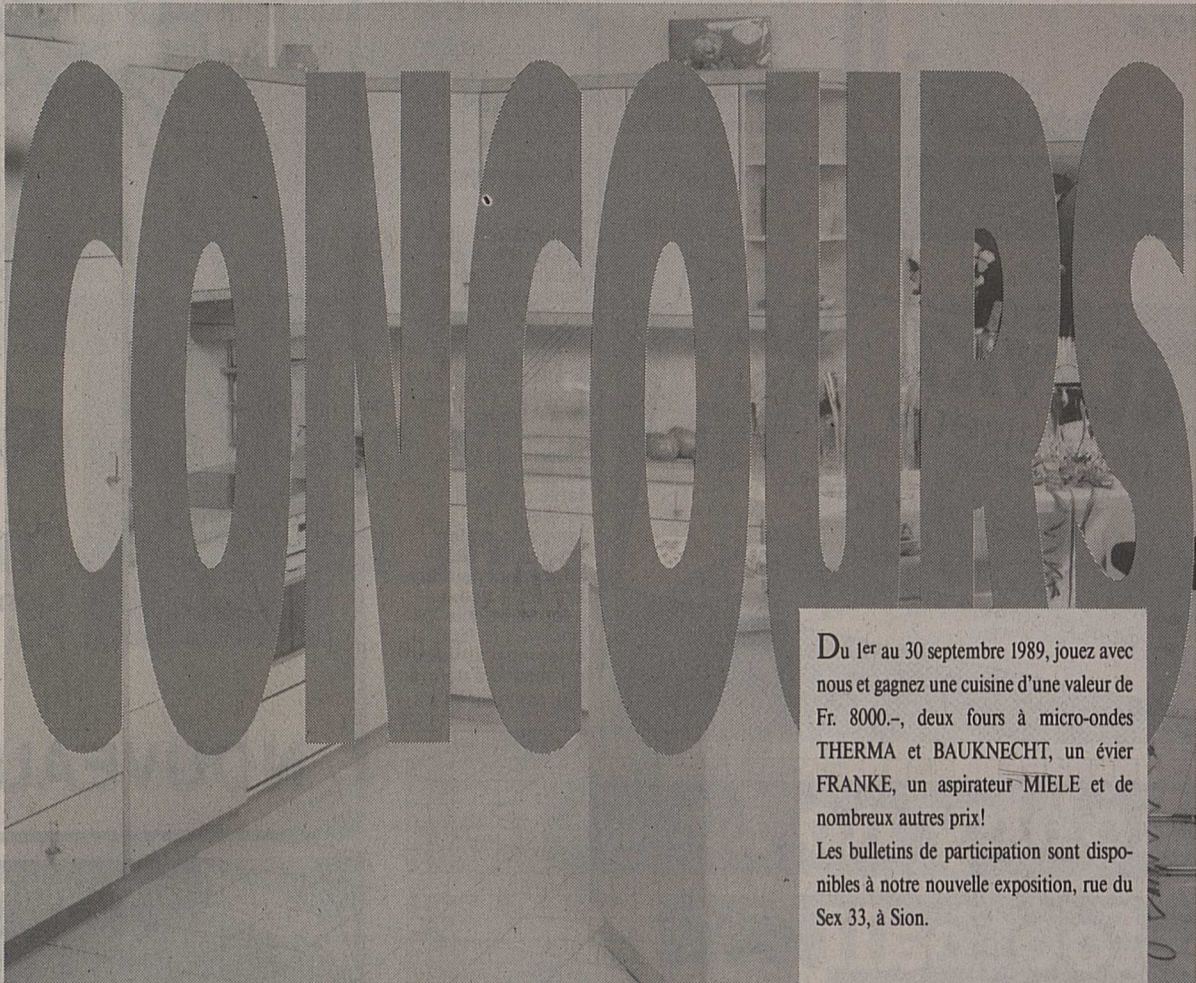 CONCOURS
Du 1er au 30 septembre 1989, jouez avec
nous et gagnez une cuisine d'une valeur de
Fr. 8000.–, deux fours à micro-ondes
THERMA et BAUKNECHT, un évier
FRANKE, un aspirateur MIELE et de
nombreux autres prix!
Les bulletins de participation sont dispo-
nibles à notre nouvelle exposition, rue du
Sex 33, à Sion.